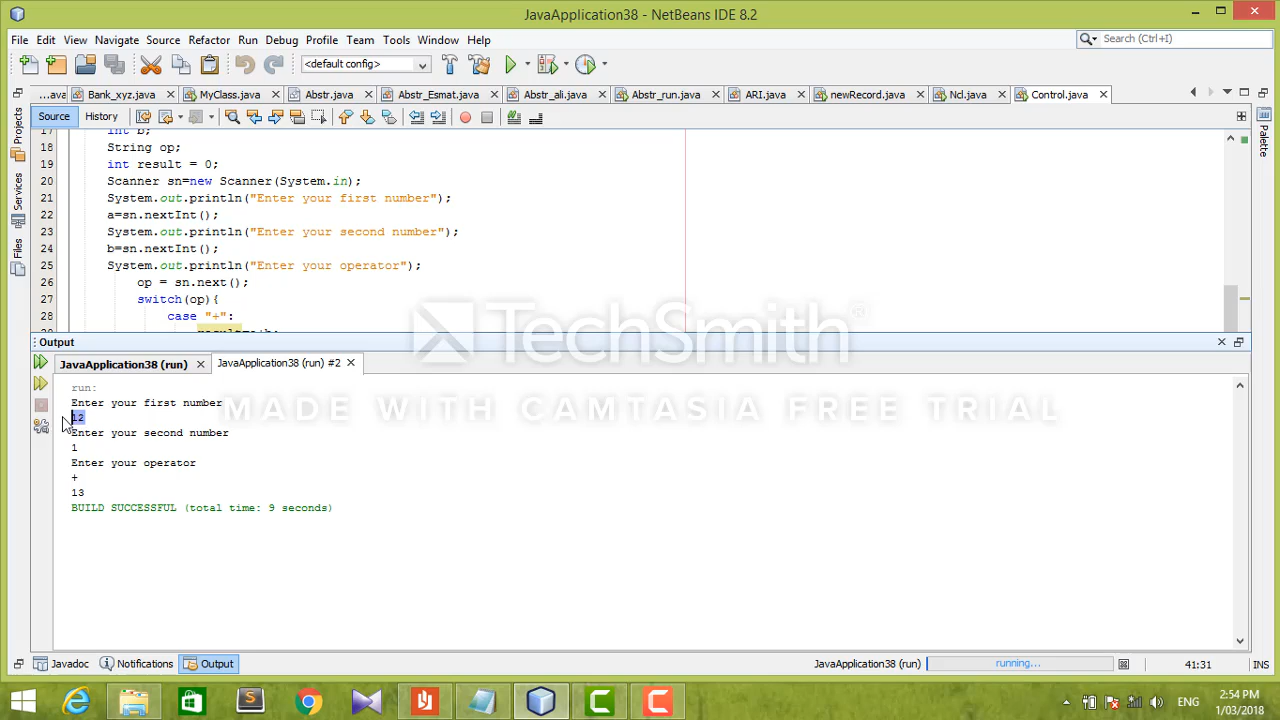 JavaApplication38 - NetBeans IDE 8.2
File Edit View Navigate Source Refactor Run Debug Profile Team Tools Window Help
Search (Ctrl+I)
<default config>
...ava Bank_xyz.java MyClass.java Abstr.java Abstr_Esmat.java Abstr_ali.java Abstr_run.java ARI.java newRecord.java Ncl.java Control.java
Source History
Projects
Services
Files
Palette
17 int b;
18 String op;
19 int result = 0;
20 Scanner sn=new Scanner(System.in);
21 System.out.println("Enter your first number");
22 a=sn.nextInt();
23 System.out.println("Enter your second number");
24 b=sn.nextInt();
25 System.out.println("Enter your operator");
26 op = sn.next();
27 switch(op){
28 case "+":
TechSmith®
MADE WITH CAMTASIA FREE TRIAL
Output
JavaApplication38 (run) JavaApplication38 (run) #2
run:
Enter your first number
12
Enter your second number
1
Enter your operator
+
13
BUILD SUCCESSFUL (total time: 9 seconds)
Javadoc Notifications Output JavaApplication38 (run) running... 41:31 INS
ENG
2:54 PM
1/03/2018